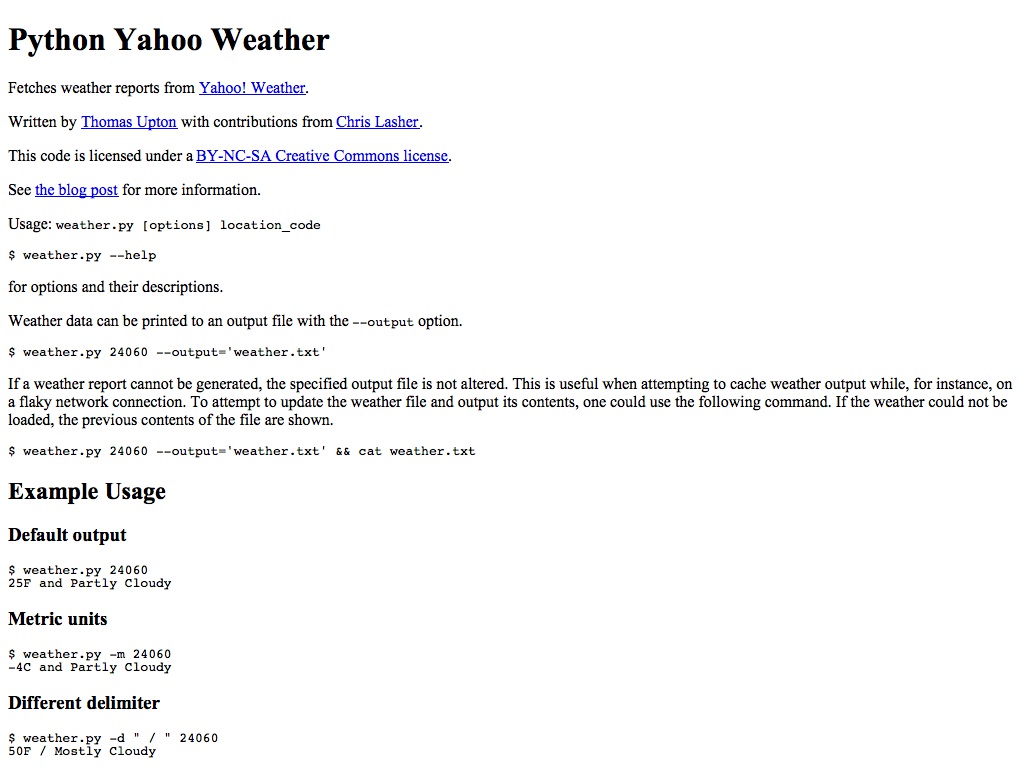 Python Yahoo Weather
Fetches weather reports from Yahoo! Weather.
Written by Thomas Upton with contributions from Chris Lasher.
This code is licensed under a BY-NC-SA Creative Commons license.
See the blog post for more information.
Usage: weather.py [options] location_code
$ weather.py --help
for options and their descriptions.
Weather data can be printed to an output file with the --output option.
$ weather.py 24060 --output='weather.txt'
If a weather report cannot be generated, the specified output file is not altered. This is useful when attempting to cache weather output while, for instance, on
a flaky network connection. To attempt to update the weather file and output its contents, one could use the following command. If the weather could not be
loaded, the previous contents of the file are shown.
$ weather.py 24060 --output='weather.txt' && cat weather.txt
Example Usage
Default output
$ weather.py 24060
25F and Partly Cloudy
Metric units
$ weather.py -m 24060
-4C and Partly Cloudy
Different delimiter
$ weather.py -d " / " 24060
50F / Mostly Cloudy